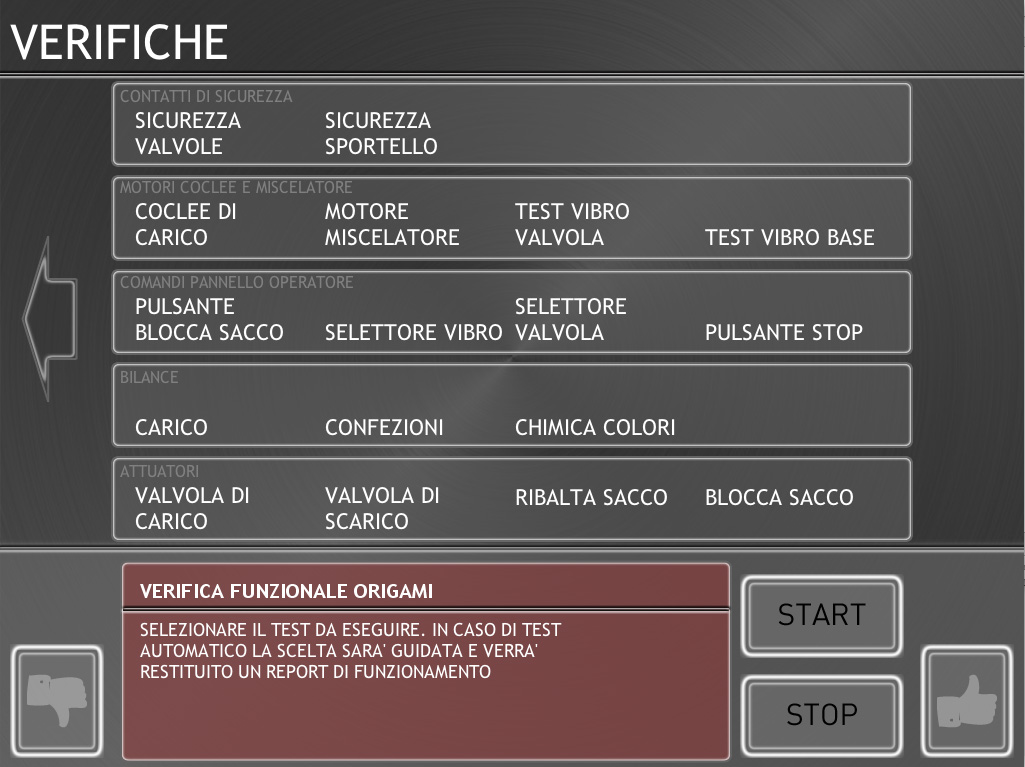 VERIFICHE
CONTATTI DI SICUREZZA
SICUREZZA SICUREZZA
VALVOLE SPORTELLO
MOTORI COCLEE E MISCELATORE
COCLEE DI MOTORE TEST VIBRO
CARICO MISCELATORE VALVOLA TEST VIBRO BASE
COMANDI PANNELLO OPERATORE
PULSANTE SELETTORE
BLOCCA SACCO SELETTORE VIBRO VALVOLA PULSANTE STOP
BILANCE
CARICO CONFEZIONI CHIMICA COLORI
ATTUATORI
VALVOLA DI VALVOLA DI RIBALTA SACCO BLOCCA SACCO
CARICO SCARICO
VERIFICA FUNZIONALE ORIGAMI
SELEZIONARE IL TEST DA ESEGUIRE. IN CASO DI TEST
AUTOMATICO LA SCELTA SARA' GUIDATA E VERRA'
RESTITUITO UN REPORT DI FUNZIONAMENTO
START
STOP